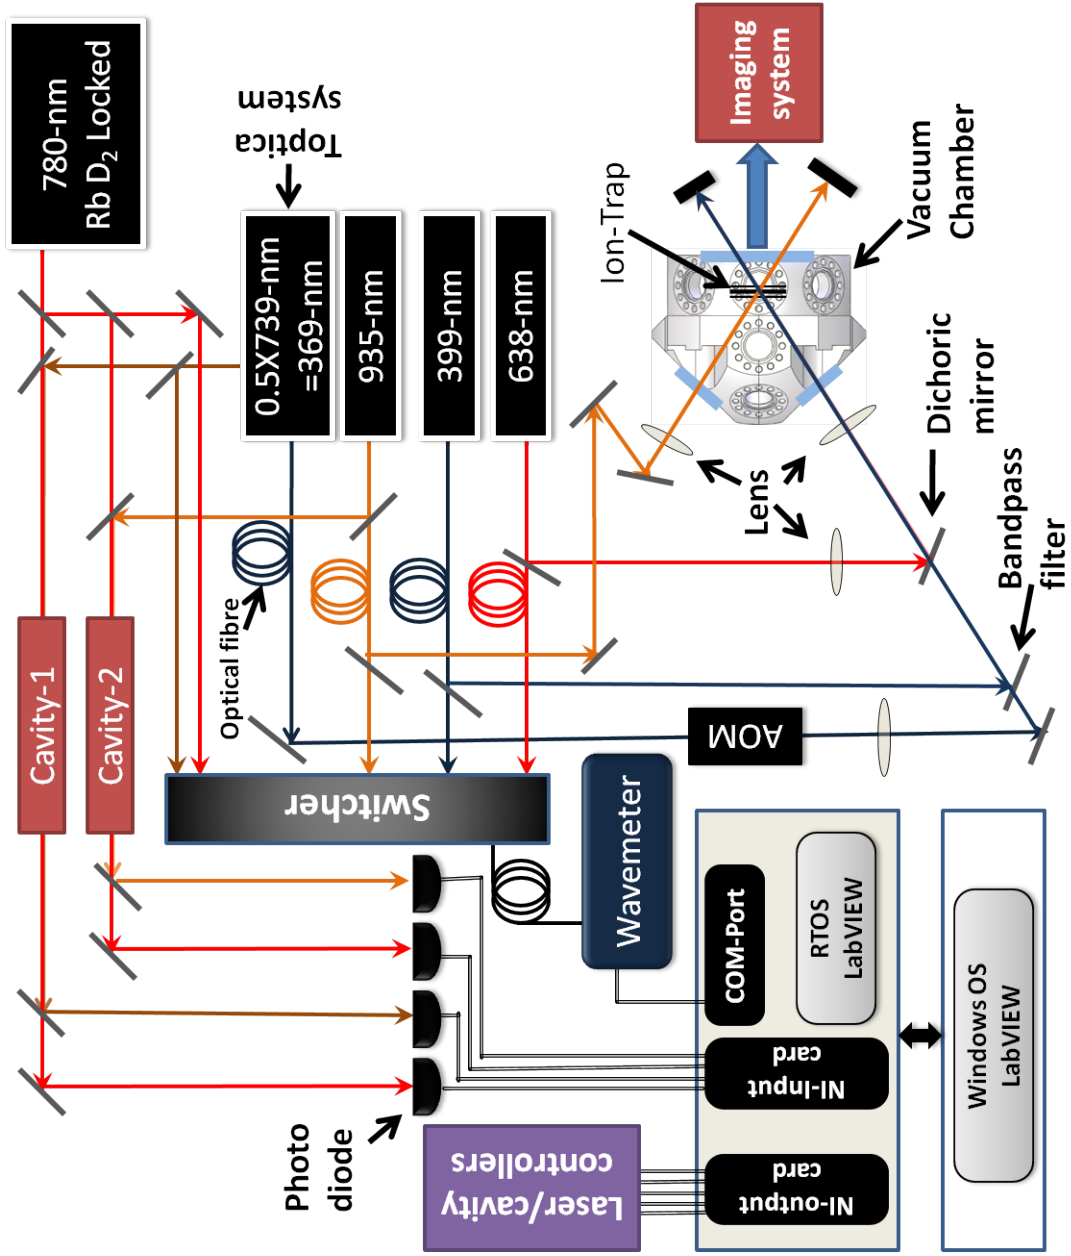 780-nm
Rb D₂ Locked
Toptica
system
0.5X739-nm
=369-nm
935-nm
399-nm
638-nm
Imaging
system
Ion-Trap
Vacuum
Chamber
Cavity-1
Cavity-2
Optical fibre
Lens
Dichoric
mirror
Bandpass
filter
AOM
Switcher
Wavemeter
Photo
diode
COM-Port
RTOS
LabVIEW
NI-Input
card
NI-output
card
Laser/cavity
controllers
Windows OS
LabVIEW